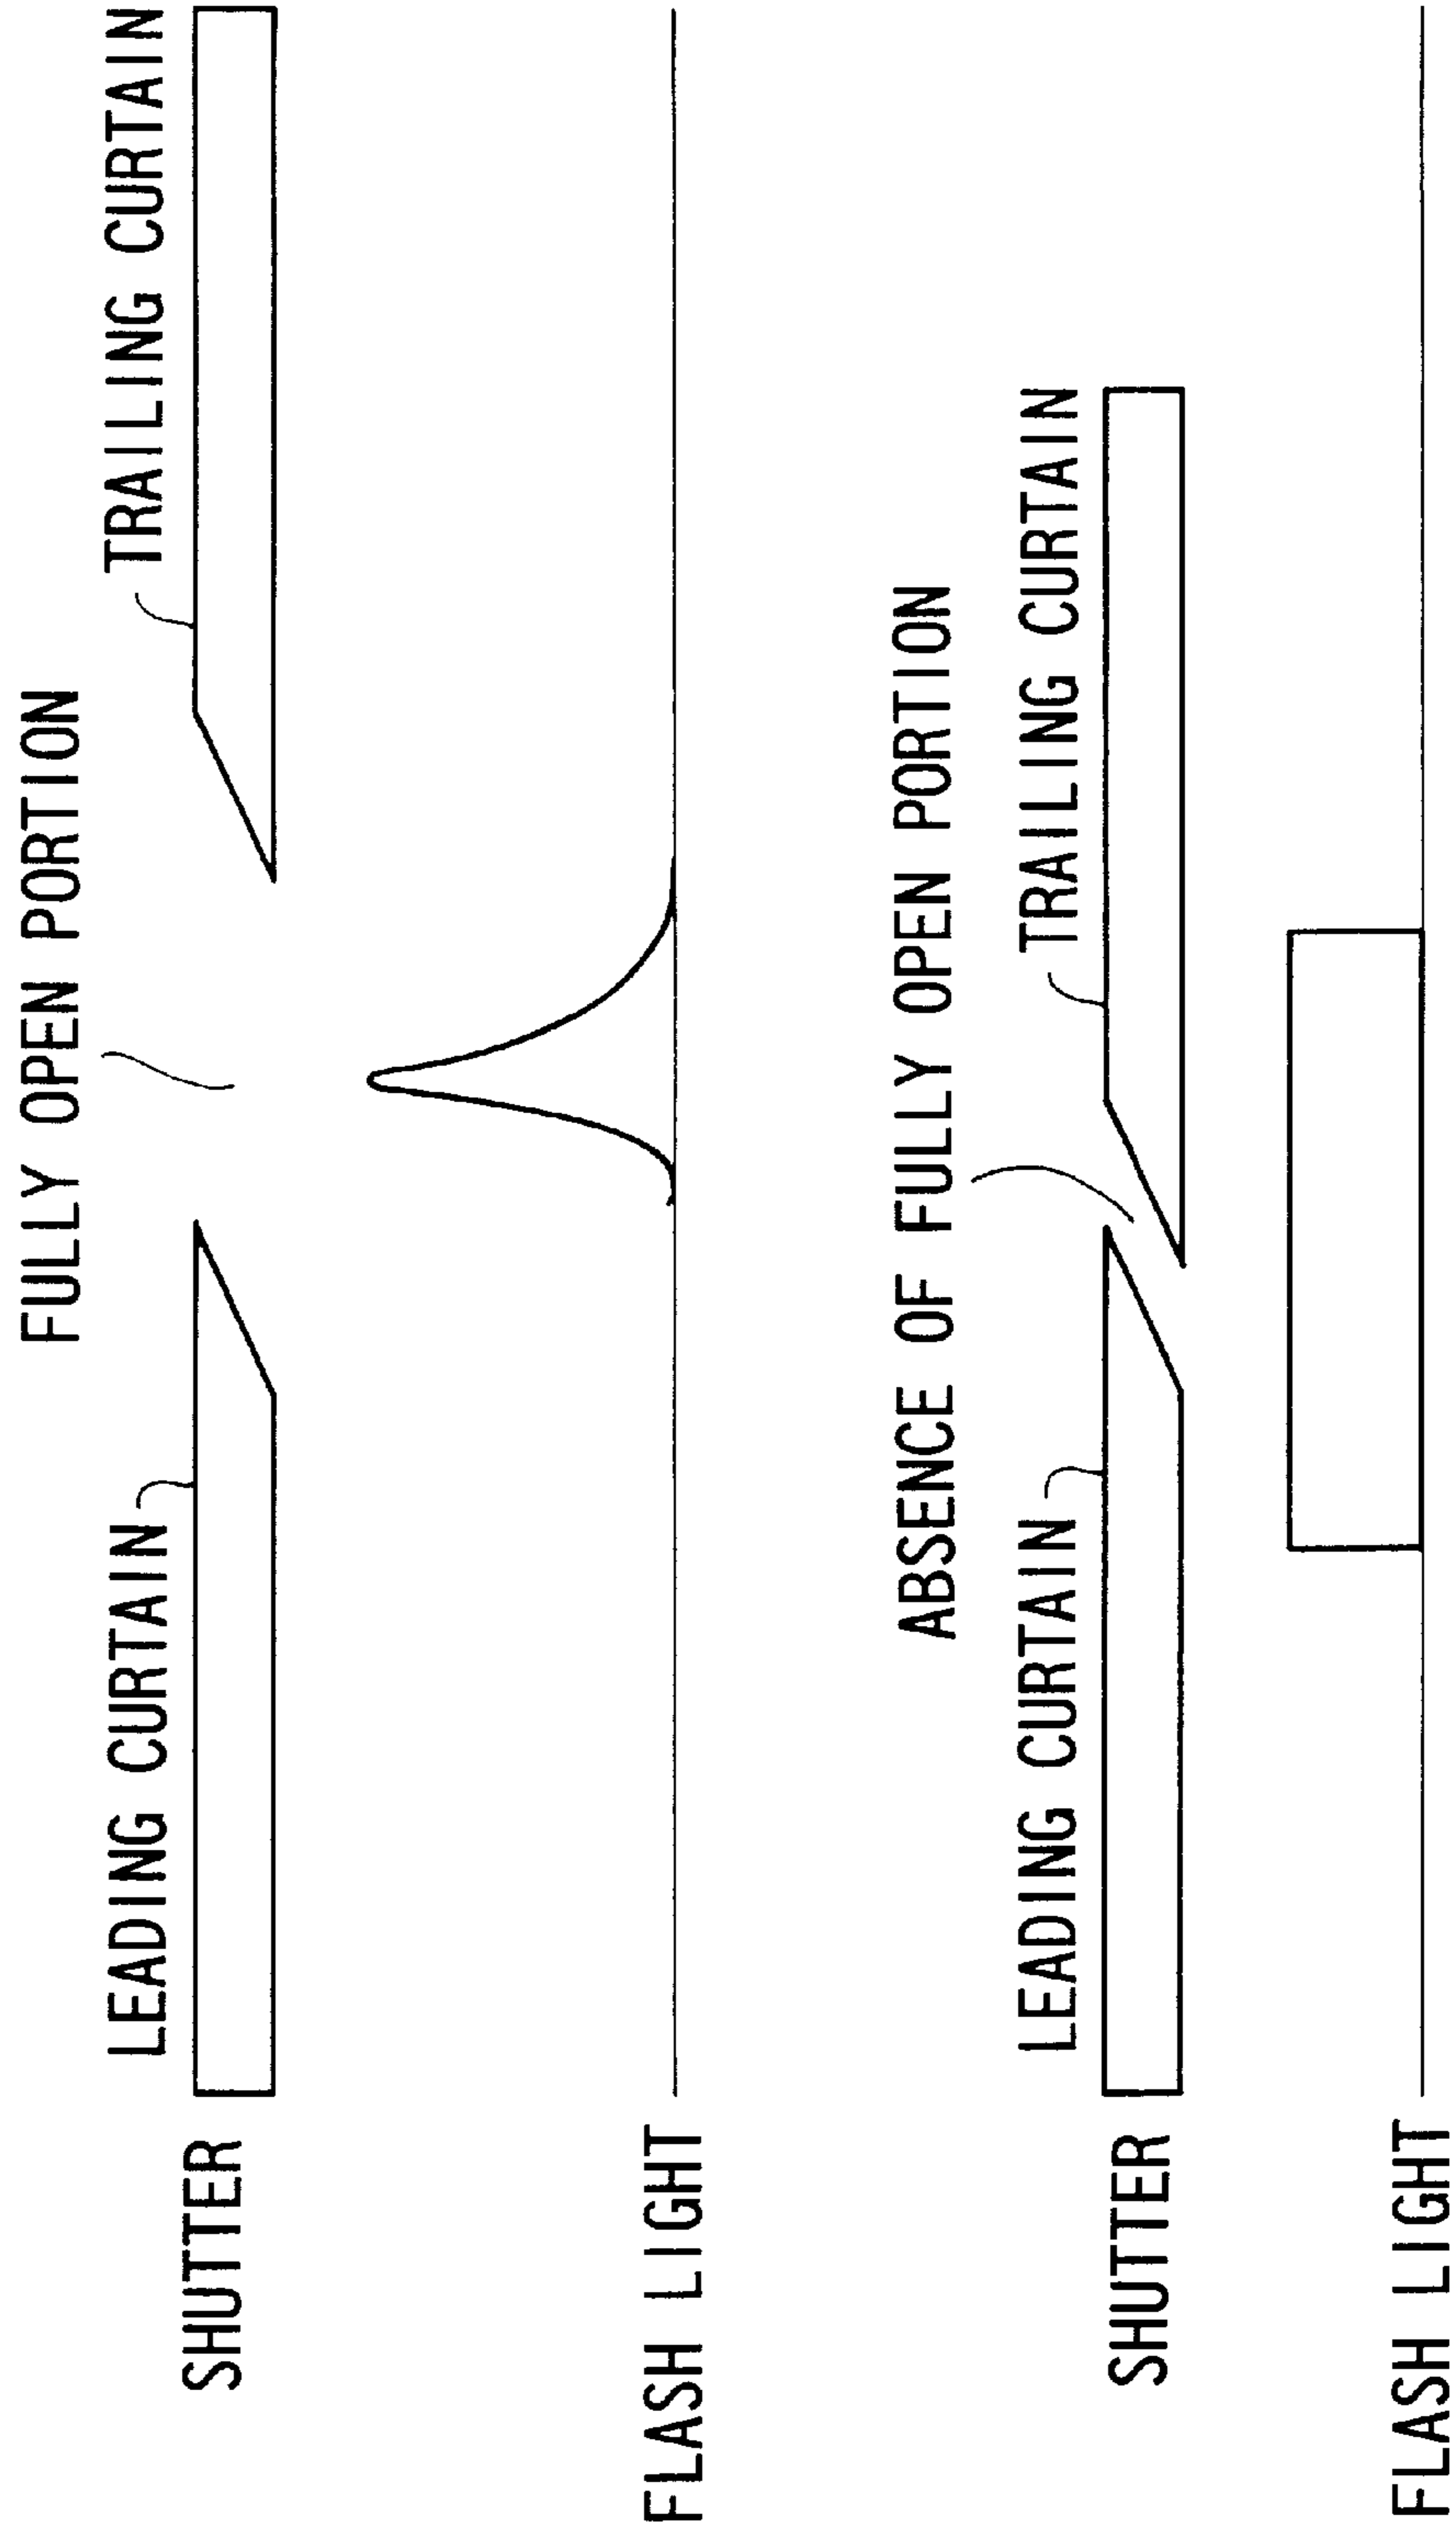 FULLY OPEN PORTION
LEADING CURTAIN
TRAILING CURTAIN
SHUTTER
FLASH LIGHT
ABSENCE OF FULLY OPEN PORTION
LEADING CURTAIN
TRAILING CURTAIN
SHUTTER
FLASH LIGHT